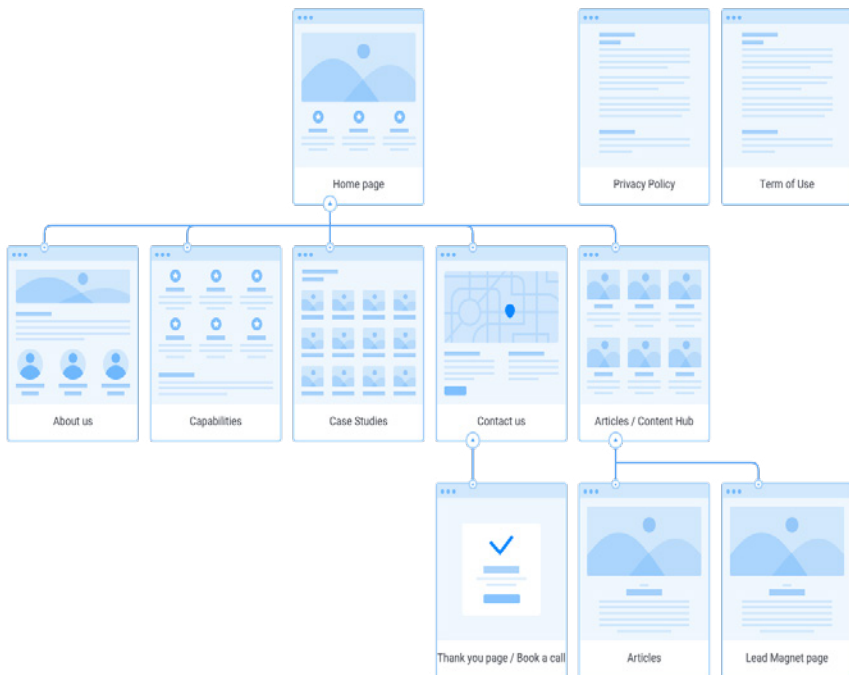 Home page
Privacy Policy
Term of Use
About us
Capabilities
Case Studies
Contact us
Articles / Content Hub
Thank you page / Book a call
Articles
Lead Magnet page